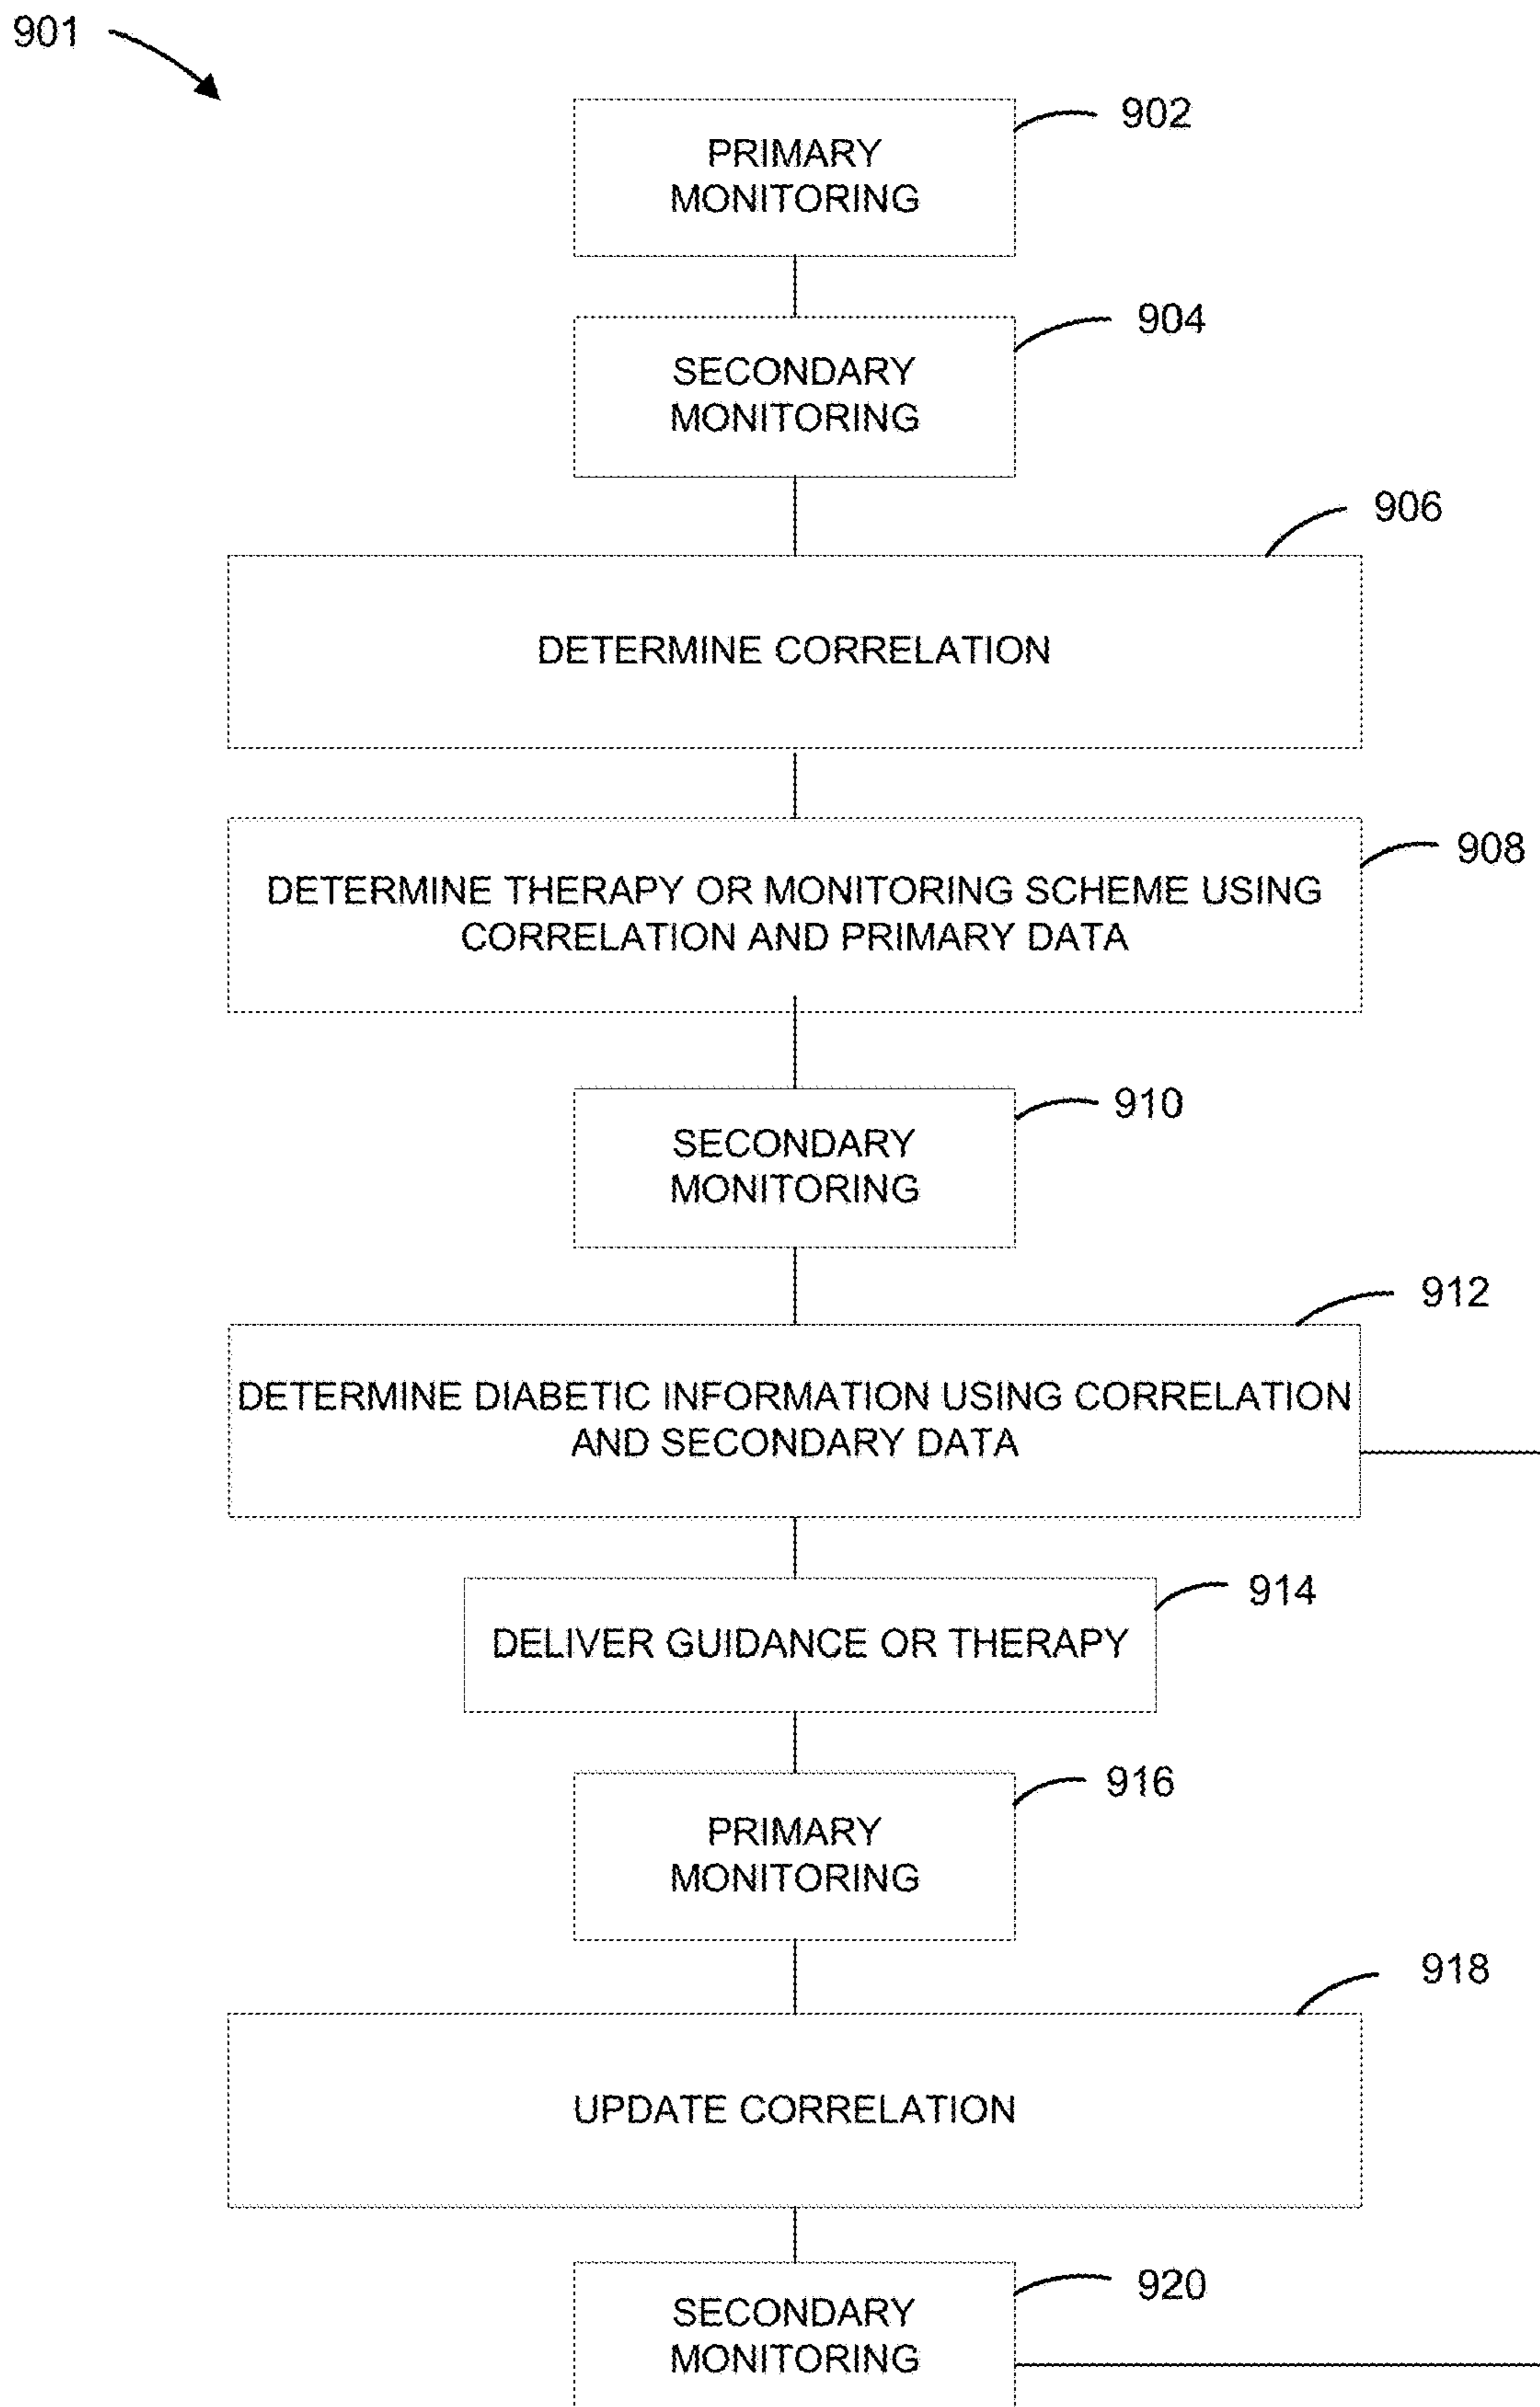 901
902
PRIMARY
MONITORING
904
SECONDARY
MONITORING
906
DETERMINE CORRELATION
908
DETERMINE THERAPY OR MONITORING SCHEME USING
CORRELATION AND PRIMARY DATA
910
SECONDARY
MONITORING
912
DETERMINE DIABETIC INFORMATION USING CORRELATION
AND SECONDARY DATA
914
DELIVER GUIDANCE OR THERAPY
916
PRIMARY
MONITORING
918
UPDATE CORRELATION
920
SECONDARY
MONITORING